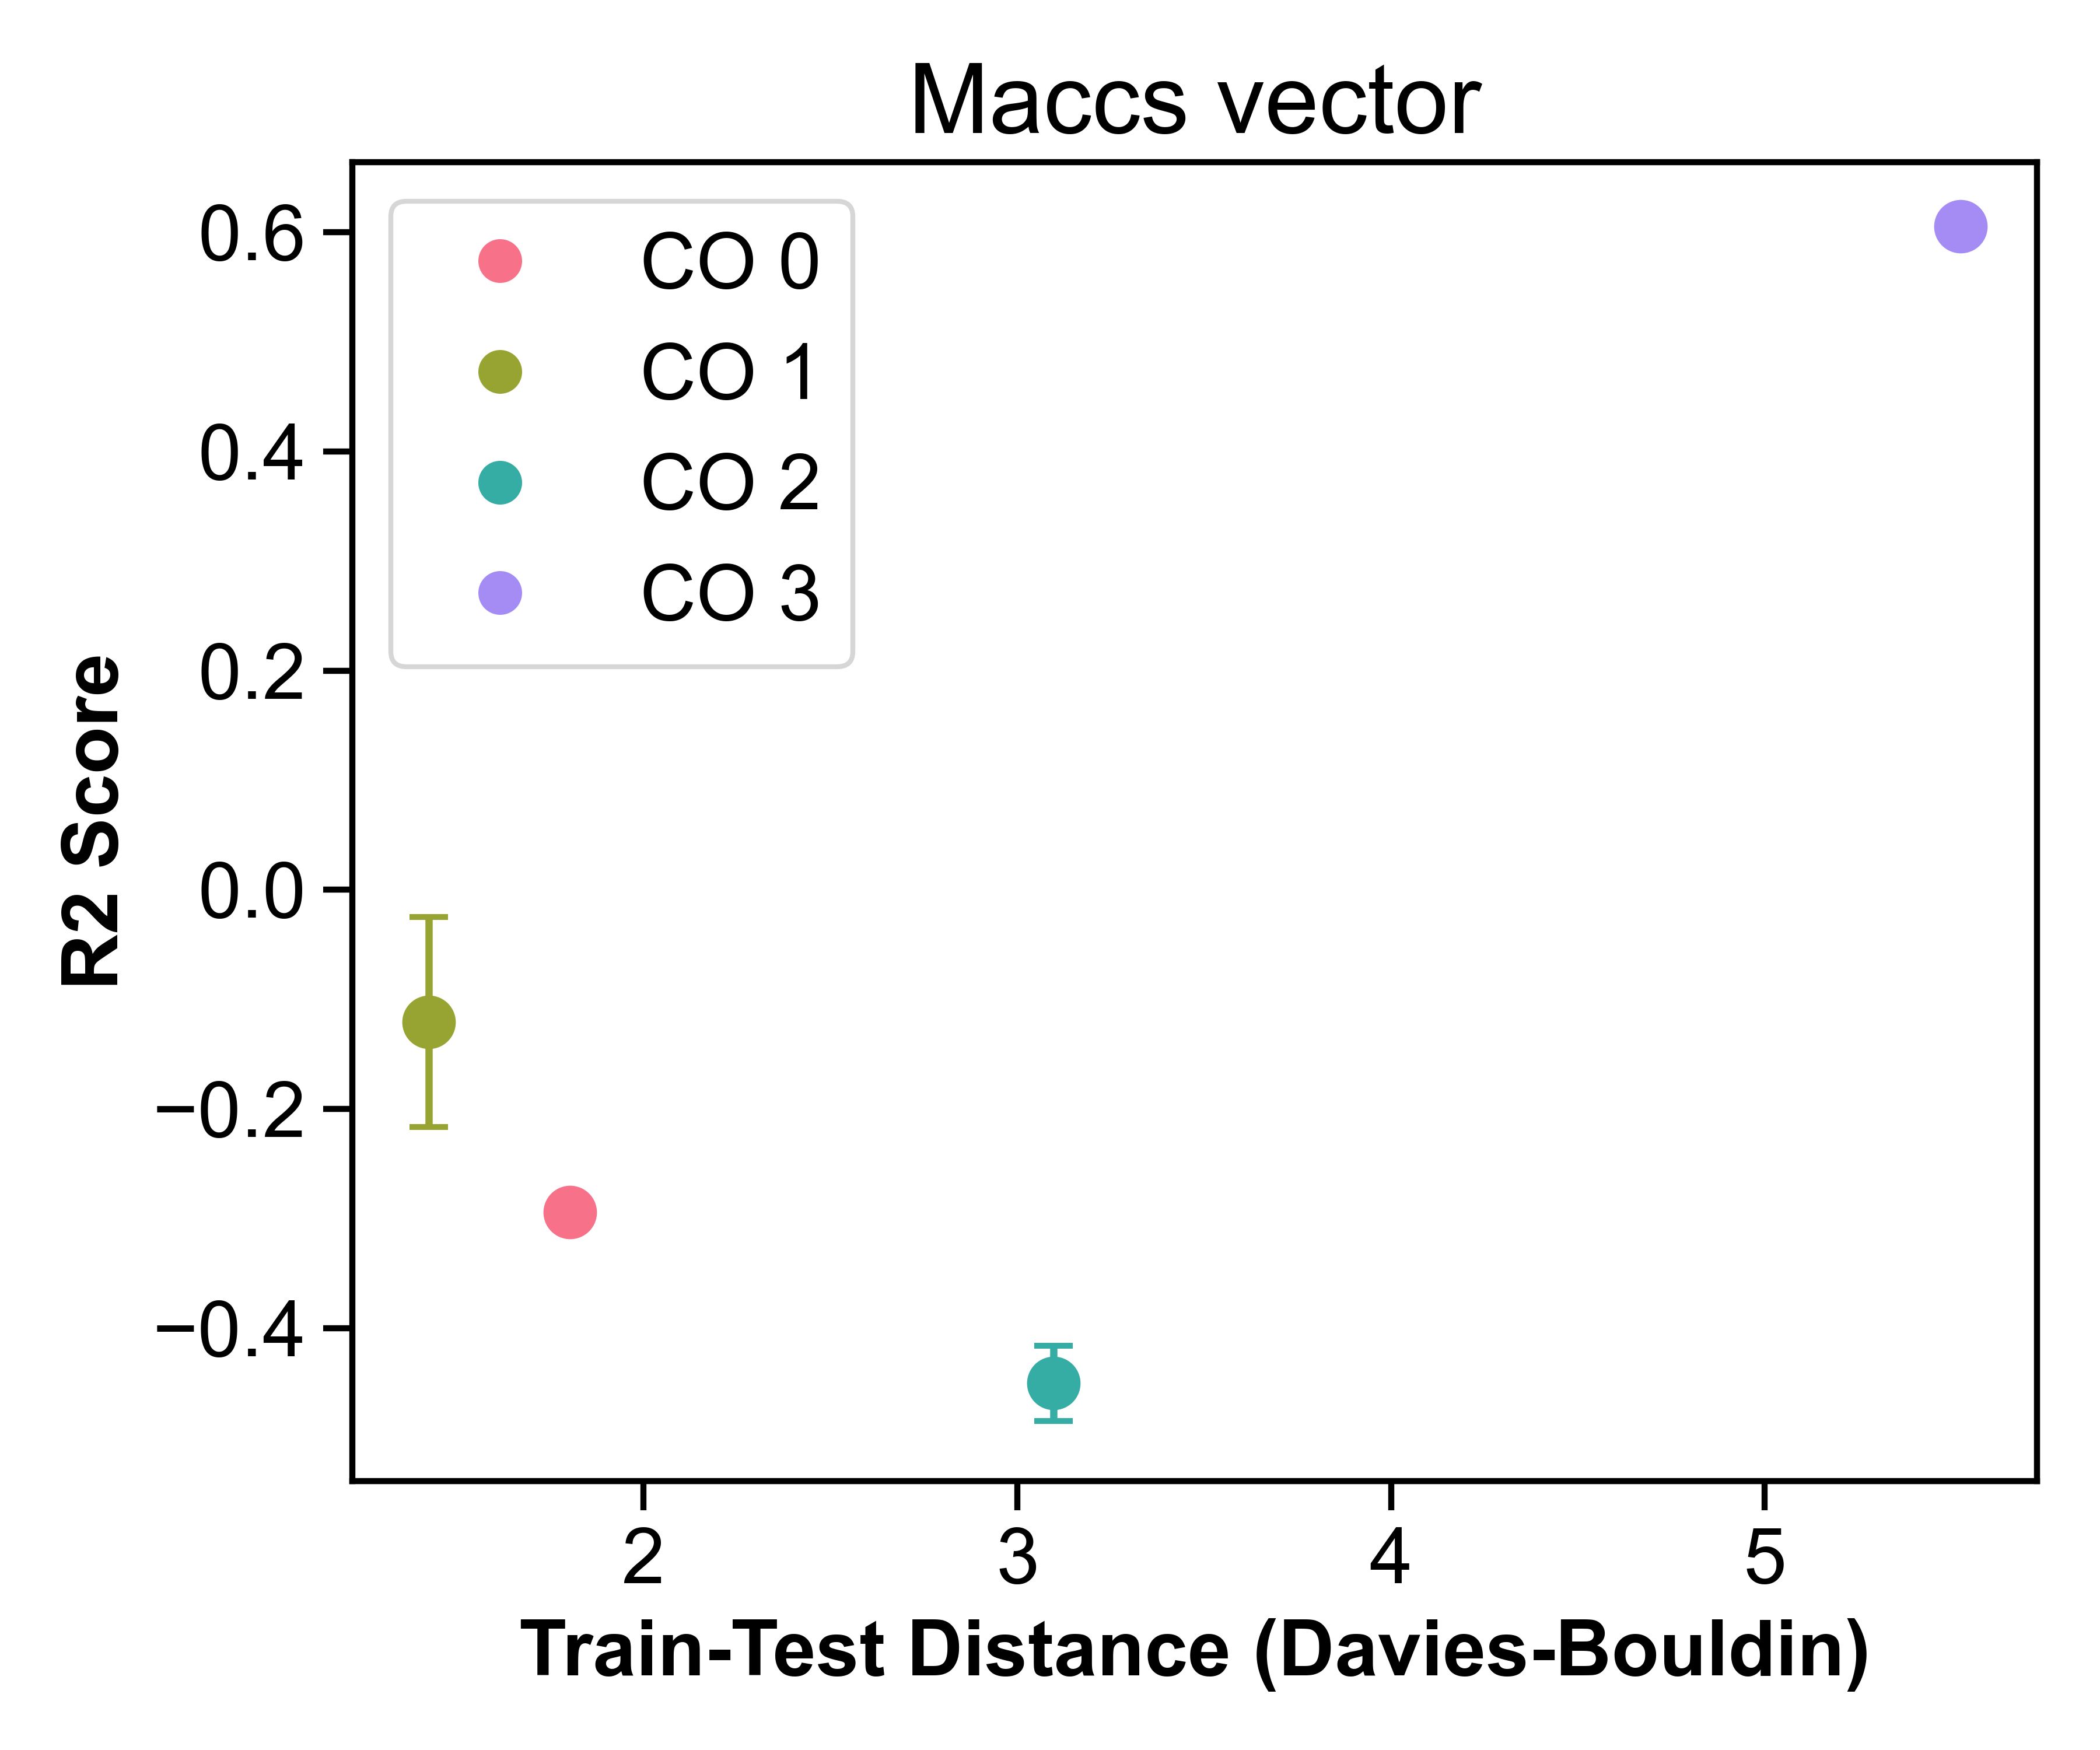 Maccs vector
0.6
0.4
0.2
0.0
−0.2
−0.4
R2 Score
CO 0
CO 1
CO 2
CO 3
2 3 4 5
Train-Test Distance (Davies-Bouldin)